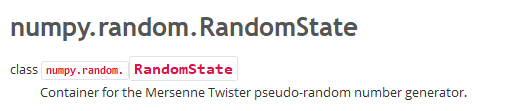 numpy.random.RandomState
class numpy.random.RandomState
Container for the Mersenne Twister pseudo-random number generator.